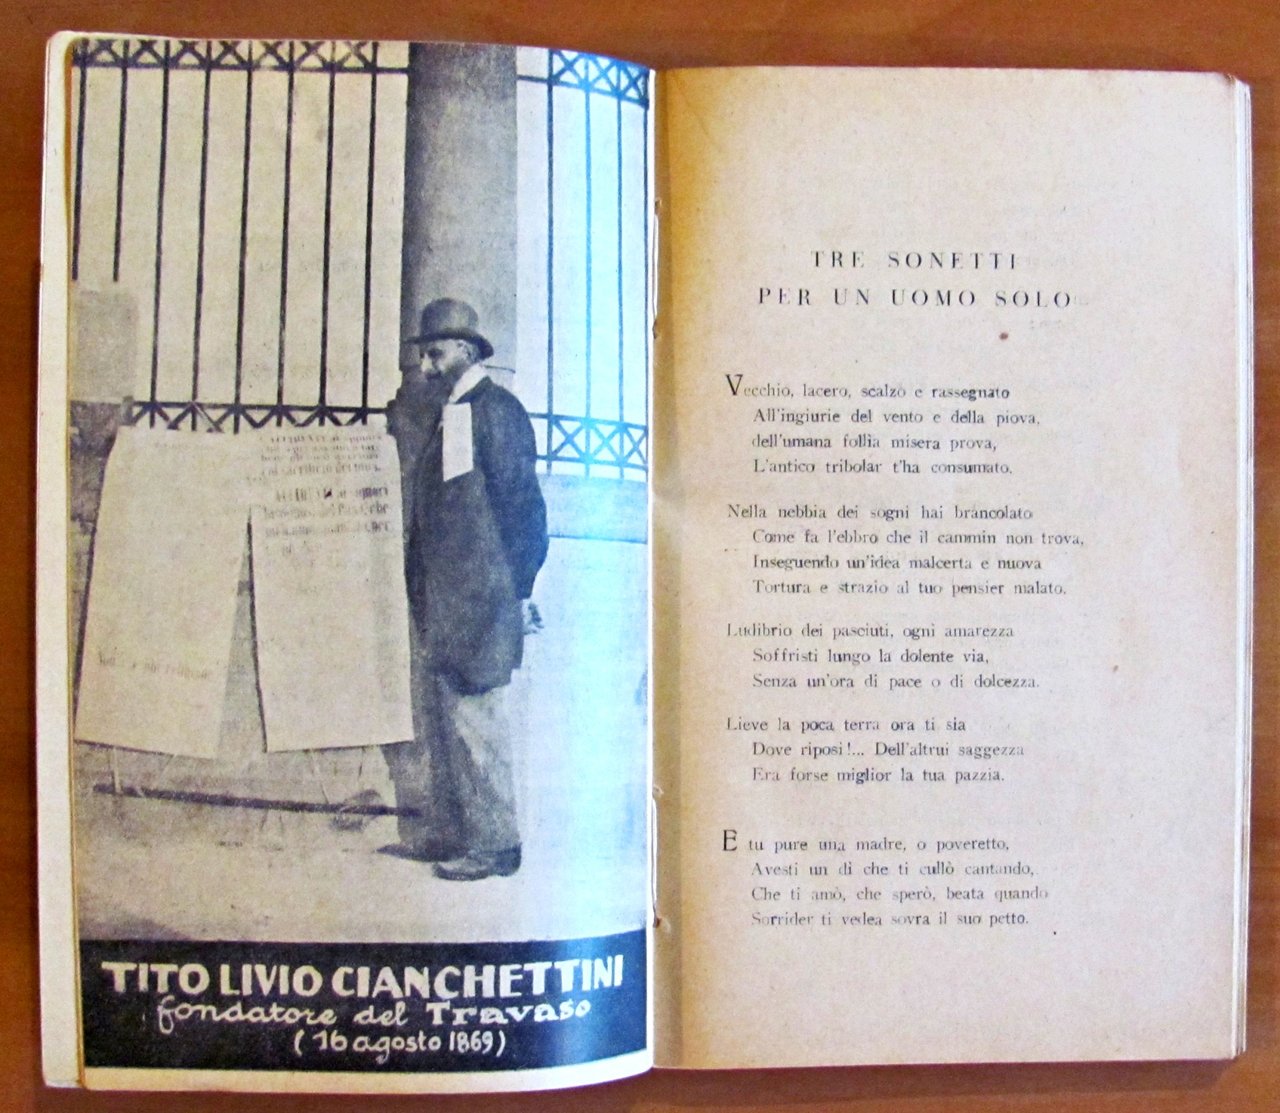 TITO LIVIO CIANCHETTINI
fondatore del Travaso
(16 agosto 1869)
TRE SONETTI
PER UN UOMO SOLO
Vecchio, lacero, scalzo e rassegnato
All'ingiurie del vento e della piova,
dell'umana follia misera prova,
L'antico tribolar t'ha consumato.
Nella nebbia dei sogni hai brancolato
Come fa l'ebbro che il cammin non trova,
Inseguendo un'idea malcerta e nuova
Tortura e strazio al tuo pensier malato.
Ludibrio dei pasciuti, ogni amarezza
Soffristi lungo la dolente via,
Senza un'ora di pace o di dolcezza.
Lieve la poca terra ora ti sia
Dove riposi!... Dell'altrui saggezza
Era forse miglior la tua pazzia.
E tu pure una madre, o poveretto,
Avesti un dì che ti cullò cantando,
Che ti amò, che sperò, beata quando
Sorrider ti vedea sovra il suo petto.